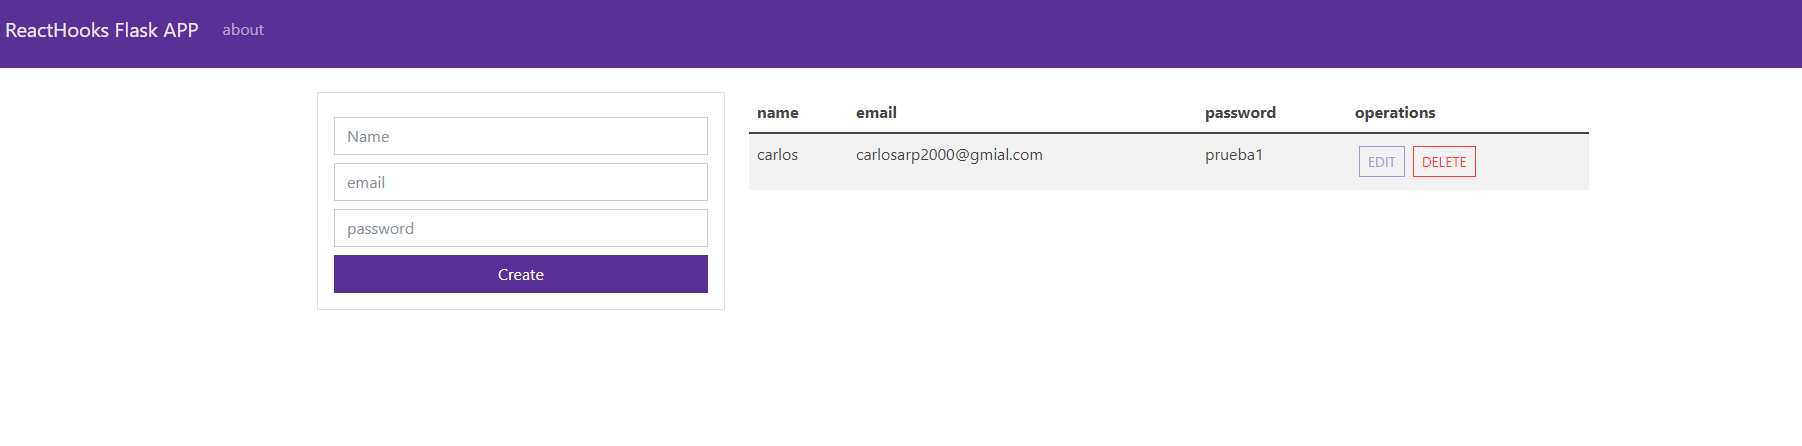 ReactHooks Flask APP about
Name
email
password
Create
name email password operations
carlos carlosarp2000@gmial.com prueba1 EDIT DELETE